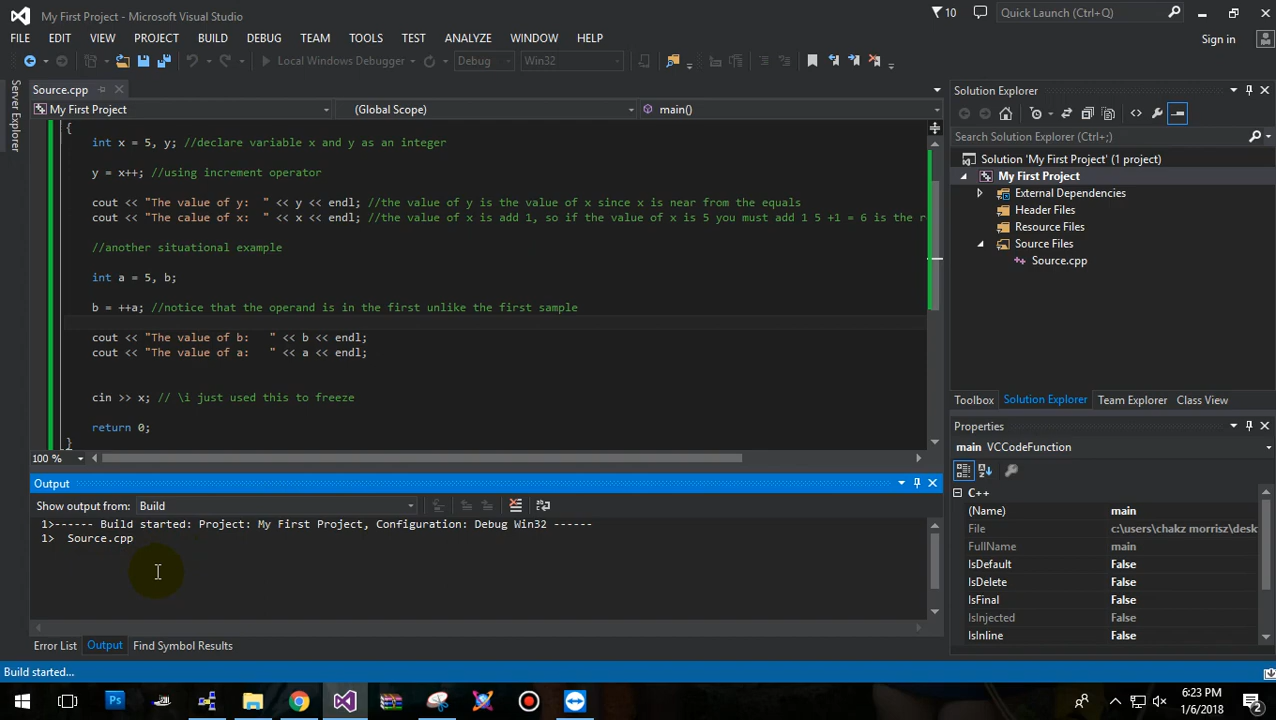 My First Project - Microsoft Visual Studio
10
Quick Launch (Ctrl+Q)
FILE EDIT VIEW PROJECT BUILD DEBUG TEAM TOOLS TEST ANALYZE WINDOW HELP
Sign in
Local Windows Debugger Debug Win32
Server Explorer
Source.cpp
My First Project (Global Scope) main()
{
int x = 5, y; //declare variable x and y as an integer
y = x++; //using increment operator
cout << "The value of y:  " << y << endl; //the value of y is the value of x since x is near from the equals
cout << "The calue of x:  " << x << endl; //the value of x is add 1, so if the value of x is 5 you must add 1 5 +1 = 6 is the r
//another situational example
int a = 5, b;
b = ++a; //notice that the operand is in the first unlike the first sample
cout << "The value of b:   " << b << endl;
cout << "The value of a:   " << a << endl;
cin >> x; // \i just used this to freeze
return 0;
}
100 %
Solution Explorer
Search Solution Explorer (Ctrl+;)
Solution 'My First Project' (1 project)
My First Project
External Dependencies
Header Files
Resource Files
Source Files
Source.cpp
Toolbox Solution Explorer Team Explorer Class View
Properties
main VCCodeFunction
C++
(Name) main
File c:\users\chakz morrisz\desk
FullName main
IsDefault False
IsDelete False
IsFinal False
IsInjected False
IsInline False
Output
Show output from: Build
1>------ Build started: Project: My First Project, Configuration: Debug Win32 ------
1>  Source.cpp
Error List Output Find Symbol Results
Build started...
Ps
6:23 PM
1/6/2018
2